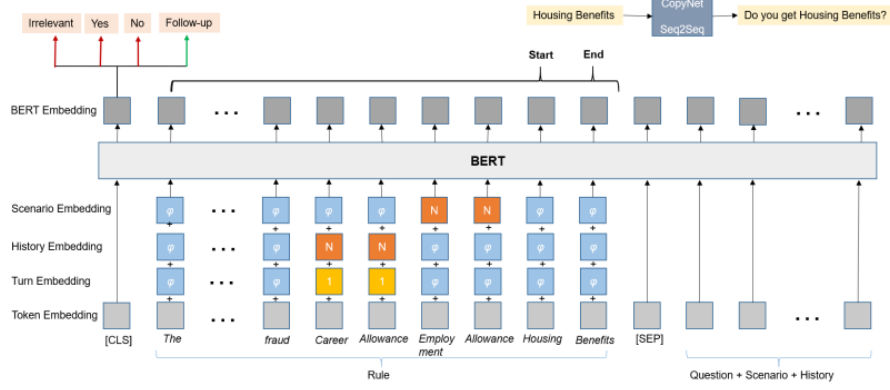 CopyNet
Housing Benefits
Do you get Housing Benefits?
Seq2Seq
Irrelevant Yes No Follow-up
Start End
BERT Embedding
. . . . . .
BERT
Scenario Embedding φ . . . φ φ φ N N φ φ
+ + + + + + + +
History Embedding φ . . . φ N N φ φ φ φ
+ + + + + + + +
Turn Embedding φ . . . φ 1 1 φ φ φ φ
+ + + + + + + +
Token Embedding . . . . . .
[CLS] The fraud Career Allowance Employ Allowance Housing Benefits [SEP]
ment
Rule
Question + Scenario + History